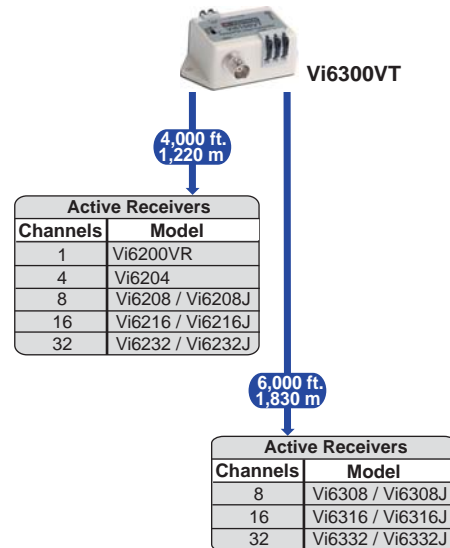 Vi6300VT
4,000 ft.
1,220 m
Active Receivers
Channels Model
1 Vi6200VR
4 Vi6204
8 Vi6208 / Vi6208J
16 Vi6216 / Vi6216J
32 Vi6232 / Vi6232J
6,000 ft.
1,830 m
Active Receivers
Channels Model
8 Vi6308 / Vi6308J
16 Vi6316 / Vi6316J
32 Vi6332 / Vi6332J